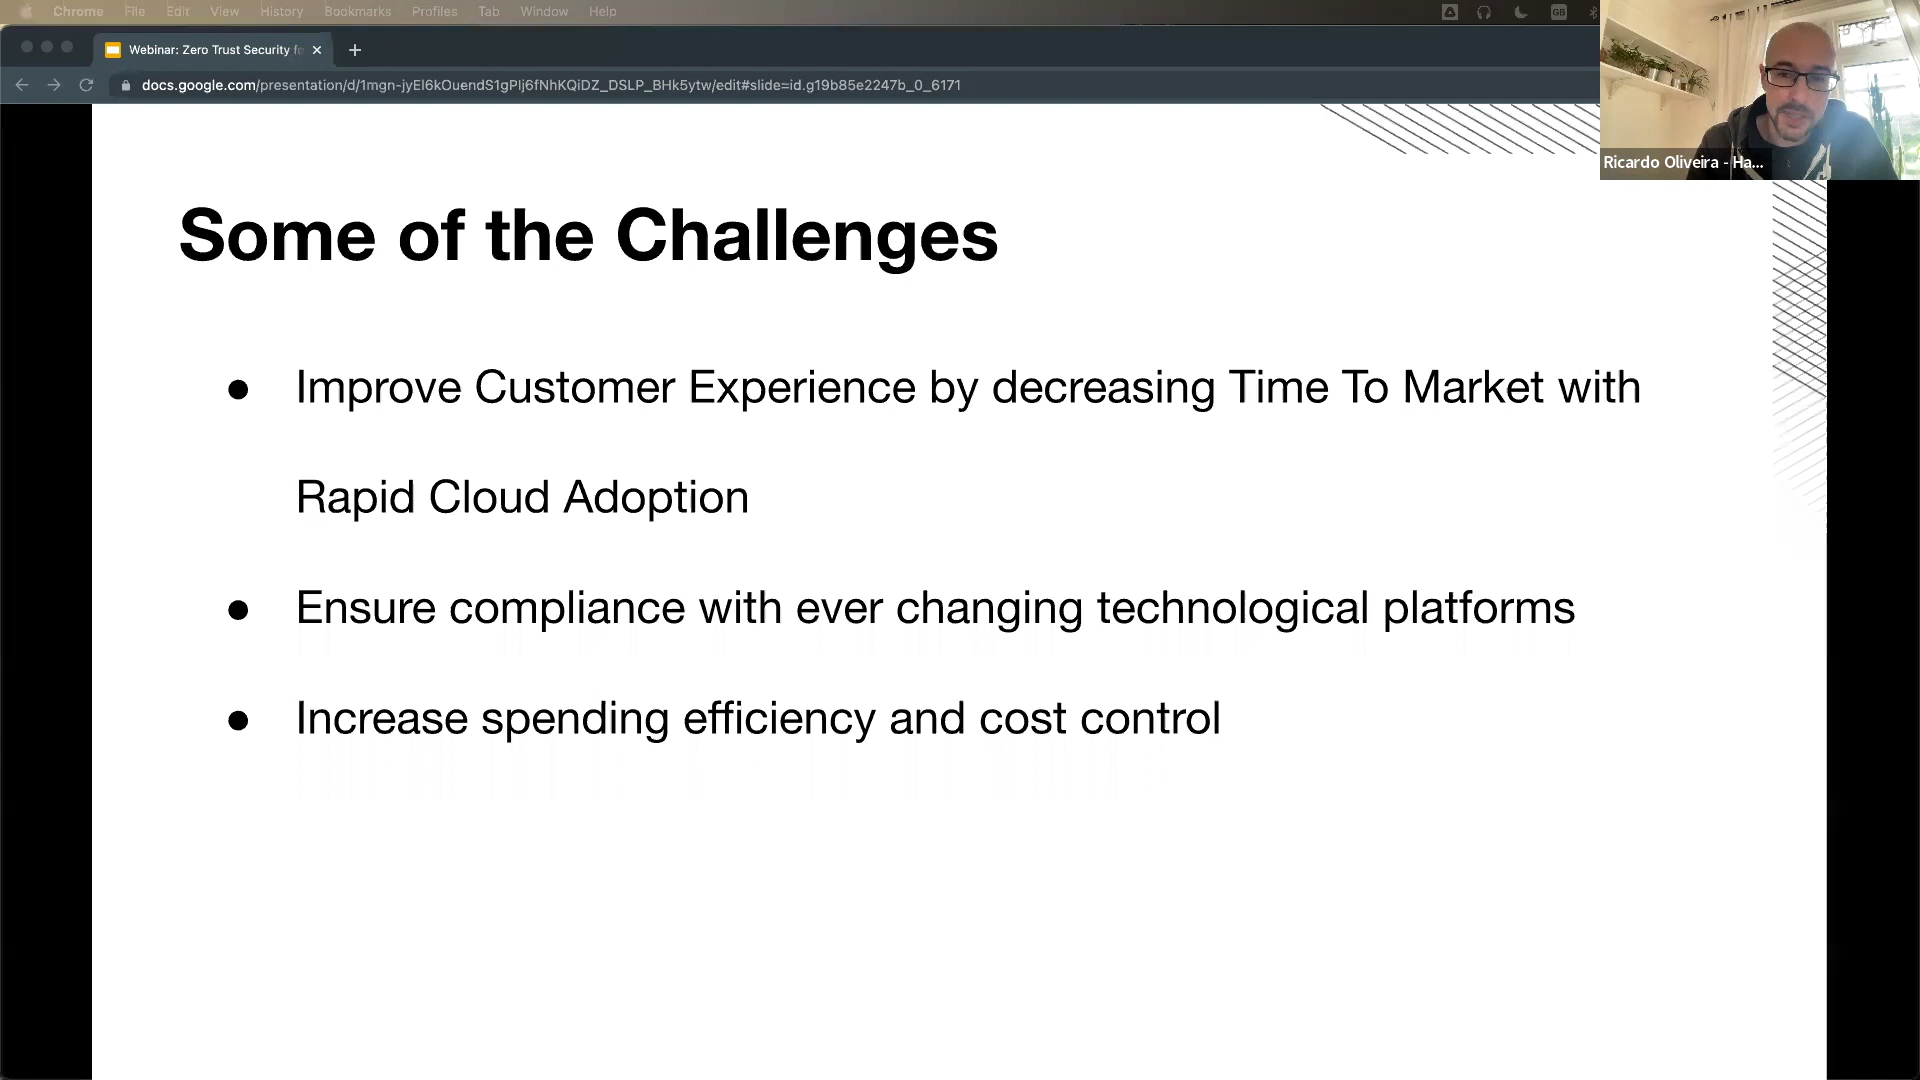 Chrome File Edit View History Bookmarks Profiles Tab Window Help
GB
Webinar: Zero Trust Security fo
docs.google.com/presentation/d/1mgn-jyEl6kOuendS1gPlj6fNhKQiDZ_DSLP_BHk5ytw/edit#slide=id.g19b85e2247b_0_6171
Ricardo Oliveira - Ha...
Some of the Challenges
● Improve Customer Experience by decreasing Time To Market with
Rapid Cloud Adoption
● Ensure compliance with ever changing technological platforms
● Increase spending efficiency and cost control